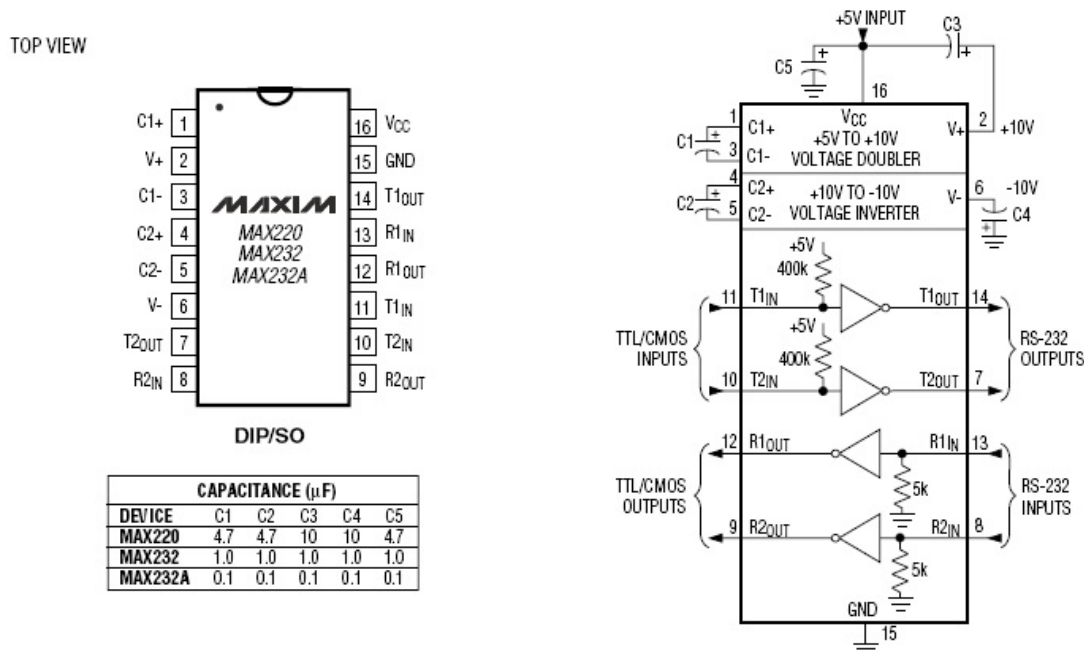 TOP VIEW
C1+ 1
V+ 2
C1- 3
C2+ 4
C2- 5
V- 6
T2OUT 7
R2IN 8
16 VCC
15 GND
14 T1OUT
13 R1IN
12 R1OUT
11 T1IN
10 T2IN
9 R2OUT
MAXIM
MAX220
MAX232
MAX232A
DIP/SO
CAPACITANCE (µF)
DEVICE C1 C2 C3 C4 C5
MAX220 4.7 4.7 10 10 4.7
MAX232 1.0 1.0 1.0 1.0 1.0
MAX232A 0.1 0.1 0.1 0.1 0.1
+5V INPUT
C3
+
+
C5
16
VCC
1
C1+
+
C1
3
C1-
+5V TO +10V
VOLTAGE DOUBLER
V+
2
+10V
4
C2+
+
C2
5
C2-
+10V TO -10V
VOLTAGE INVERTER
V-
6
-10V
C4
+
+5V
400k
11 T1IN
T1OUT 14
+5V
400k
10 T2IN
T2OUT 7
TTL/CMOS
INPUTS
RS-232
OUTPUTS
12 R1OUT
R1IN 13
5k
9 R2OUT
R2IN 8
5k
TTL/CMOS
OUTPUTS
RS-232
INPUTS
GND
15